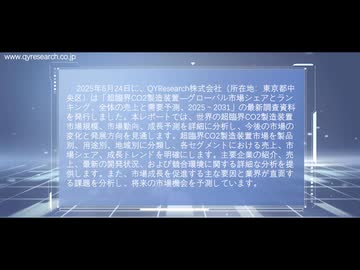 www.qyresearch.co.jp
2025年6月24日に、QYResearch株式会社（所在地：東京都中
央区）は「超臨界CO2製造装置―グローバル市場シェアとラン
キング、全体の売上と需要予測、2025～2031」の最新調査資料
を発行しました。本レポートでは、世界の超臨界CO2製造装置
市場規模、市場動向、成長予測を詳細に分析し、今後の市場の
変化と発展方向を見通します。超臨界CO2製造装置市場を製品
別、用途別、地域別に分類し、各セグメントにおける売上、市
場シェア、成長トレンドを明確にします。主要企業の紹介、売
上、最新の開発状況、および競合環境に関する詳細な分析を提
供します。また、市場成長を促進する主な要因と業界が直面す
る課題を分析し、将来の市場機会を予測しています。